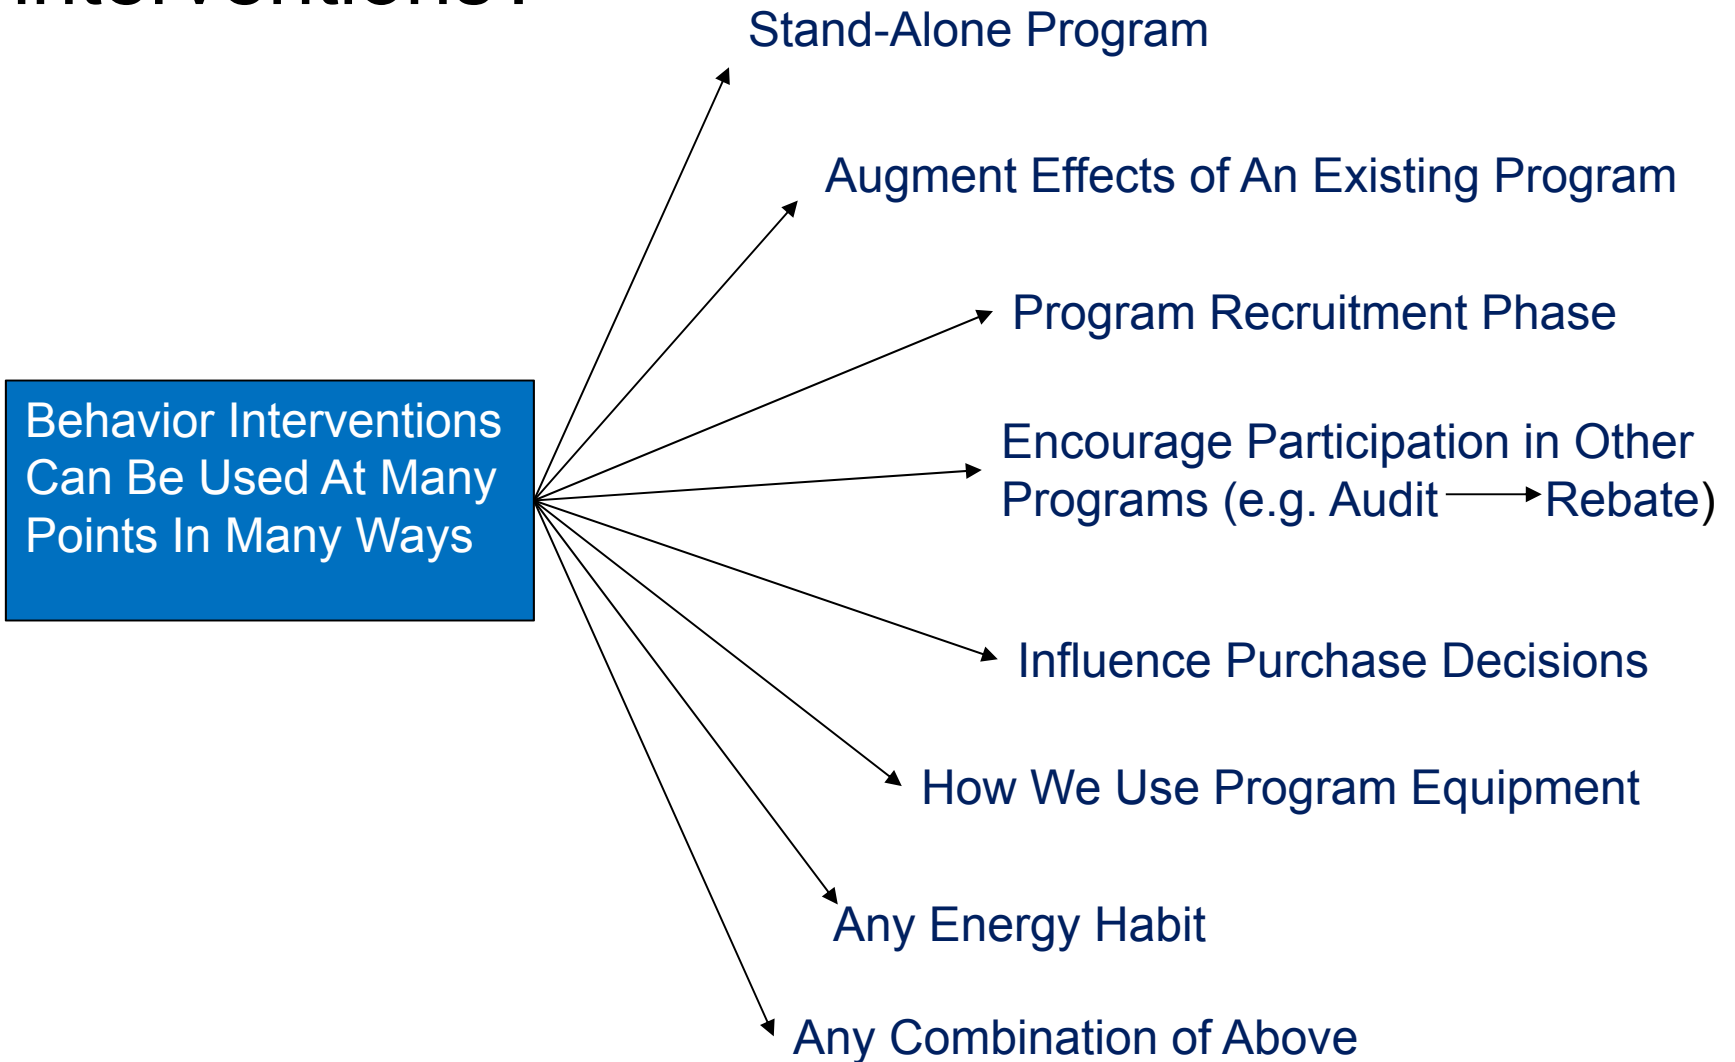 Interventions?
Stand-Alone Program
Augment Effects of An Existing Program
Program Recruitment Phase
Behavior Interventions
Can Be Used At Many
Points In Many Ways
Encourage Participation in Other
Programs (e.g. Audit → Rebate)
Influence Purchase Decisions
How We Use Program Equipment
Any Energy Habit
Any Combination of Above